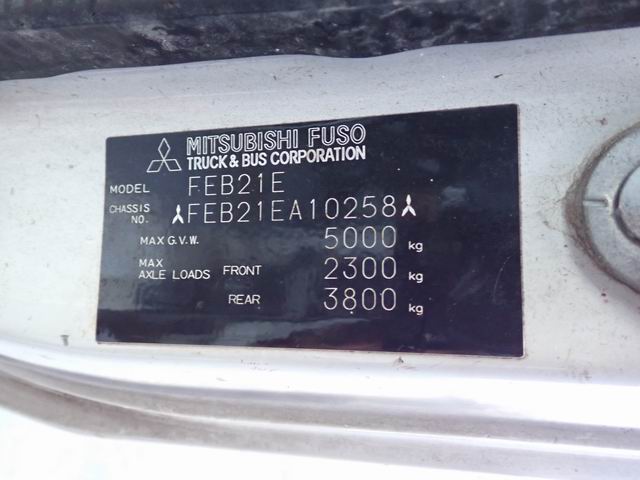 MITSUBISHI FUSO
TRUCK & BUS CORPORATION
MODEL FEB21E
CHASSIS NO. FEB21EA10258
MAX G.V.W. 5000 kg
MAX AXLE LOADS FRONT 2300 kg
REAR 3800 kg